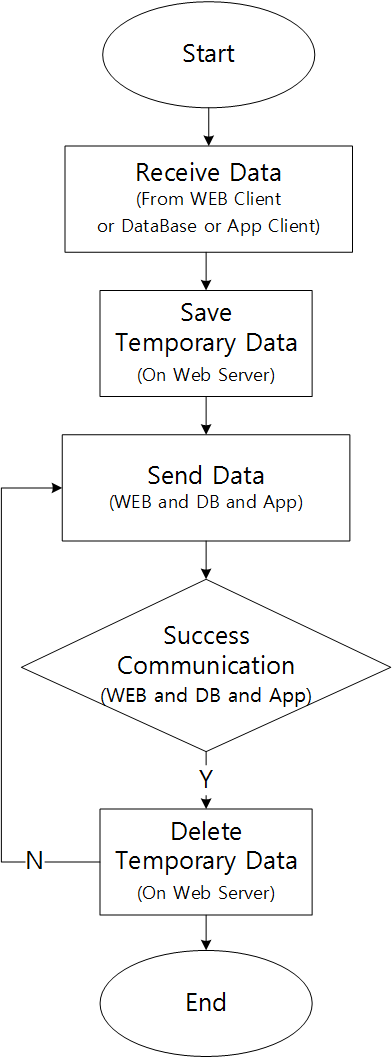 Start
Receive Data
(From WEB Client
or DataBase or App Client)
Save
Temporary Data
(On Web Server)
Send Data
(WEB and DB and App)
Success
Communication
(WEB and DB and App)
Y
Delete
Temporary Data
(On Web Server)
N
End